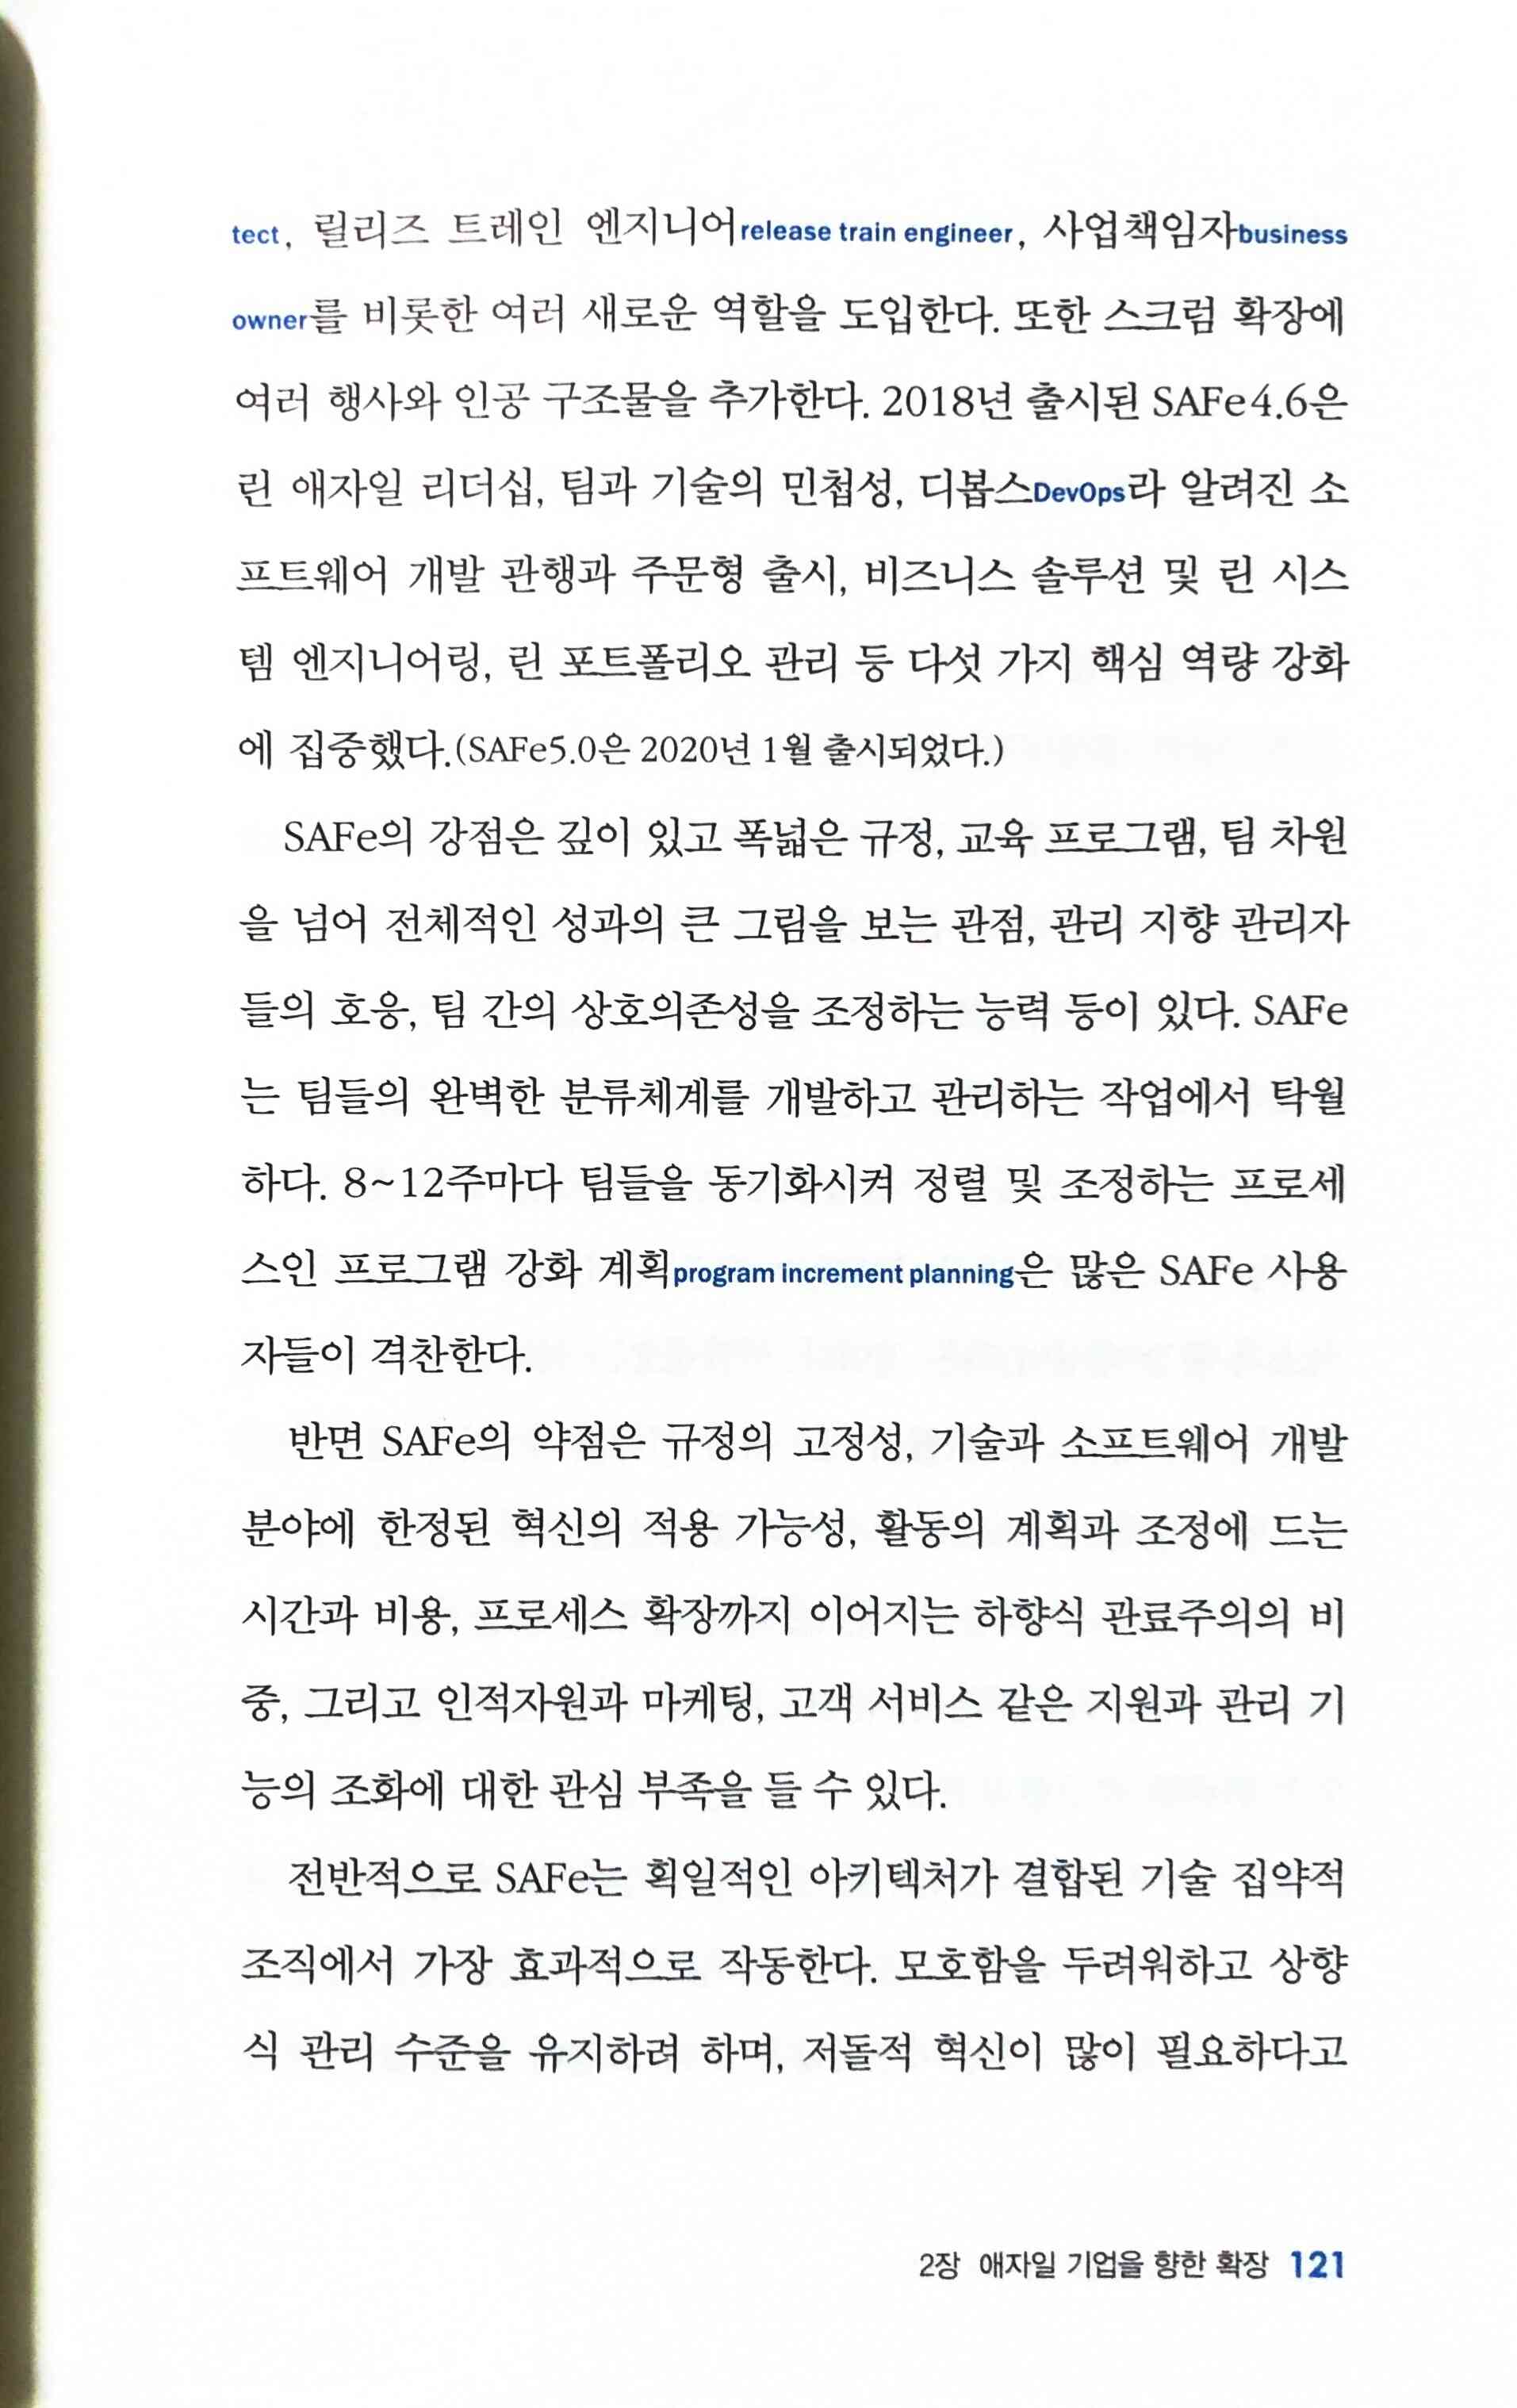 tect, 릴리즈 트레인 엔지니어release train engineer, 사업책임자business
owner를 비롯한 여러 새로운 역할을 도입한다. 또한 스크럼 확장에
여러 행사와 인공 구조물을 추가한다. 2018년 출시된 SAFe4.6은
린 애자일 리더십, 팀과 기술의 민첩성, 디봅스DevOps라 알려진 소
프트웨어 개발 관행과 주문형 출시, 비즈니스 솔루션 및 린 시스
템 엔지니어링, 린 포트폴리오 관리 등 다섯 가지 핵심 역량 강화
에 집중했다.(SAFe5.0은 2020년 1월 출시되었다.)
SAFe의 강점은 깊이 있고 폭넓은 규정, 교육 프로그램, 팀 차원
을 넘어 전체적인 성과의 큰 그림을 보는 관점, 관리 지향 관리자
들의 호응, 팀 간의 상호의존성을 조정하는 능력 등이 있다. SAFe
는 팀들의 완벽한 분류체계를 개발하고 관리하는 작업에서 탁월
하다. 8~12주마다 팀들을 동기화시켜 정렬 및 조정하는 프로세
스인 프로그램 강화 계획program increment planning은 많은 SAFe 사용
자들이 격찬한다.
반면 SAFe의 약점은 규정의 고정성, 기술과 소프트웨어 개발
분야에 한정된 혁신의 적용 가능성, 활동의 계획과 조정에 드는
시간과 비용, 프로세스 확장까지 이어지는 하향식 관료주의의 비
중, 그리고 인적자원과 마케팅, 고객 서비스 같은 지원과 관리 기
능의 조화에 대한 관심 부족을 들 수 있다.
전반적으로 SAFe는 획일적인 아키텍처가 결합된 기술 집약적
조직에서 가장 효과적으로 작동한다. 모호함을 두려워하고 상향
식 관리 수준을 유지하려 하며, 저돌적 혁신이 많이 필요하다고
2장 애자일 기업을 향한 확장 121